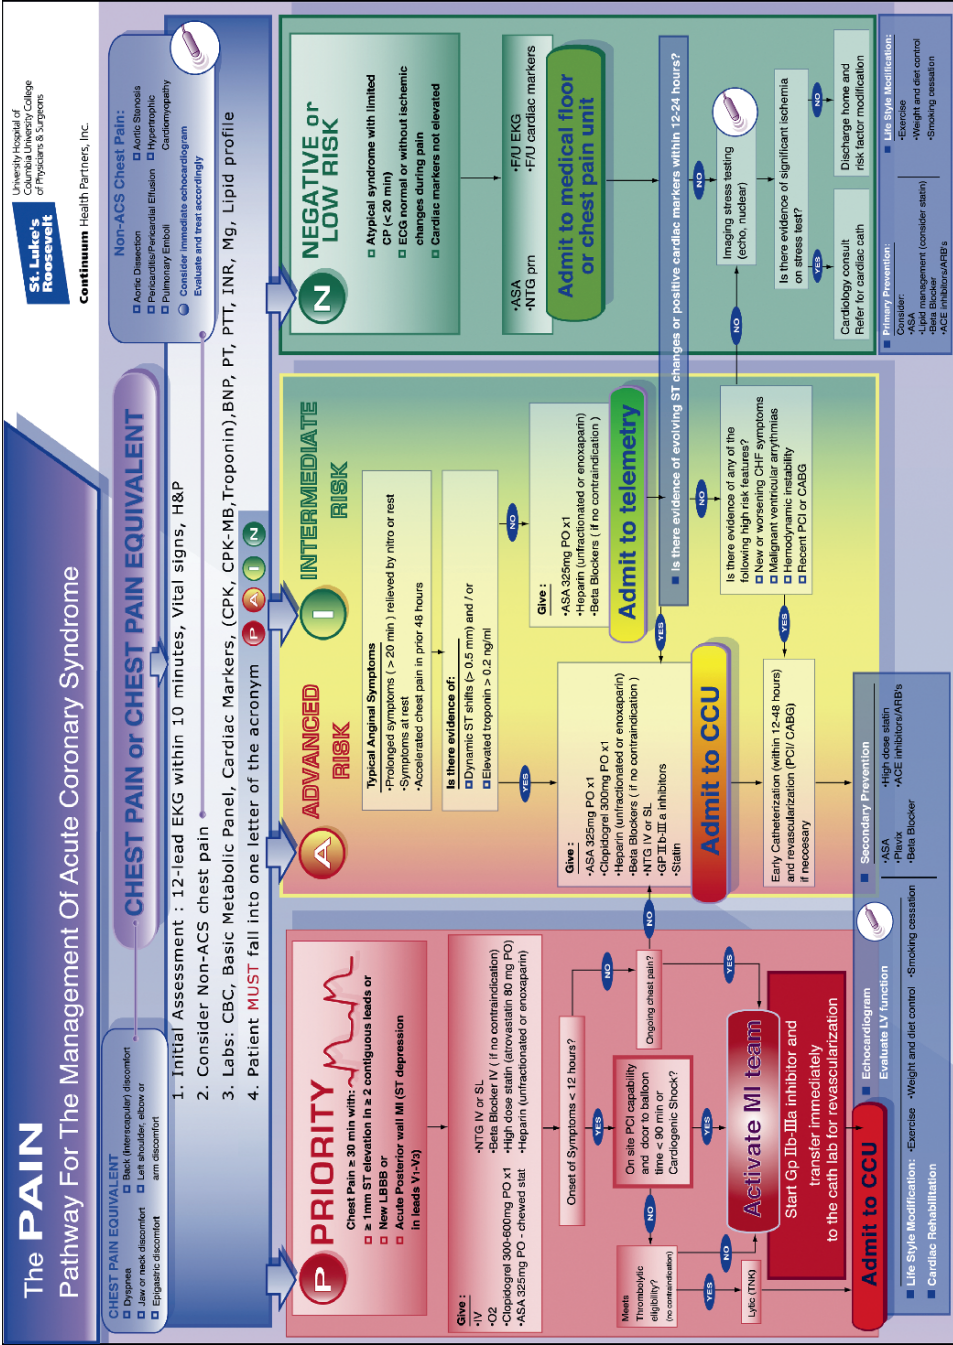 The PAIN
Pathway For The Management Of Acute Coronary Syndrome
St. Luke's
Roosevelt
University Hospital of
Columbia University College
of Physicians & Surgeons
Continuum Health Partners, Inc.
CHEST PAIN EQUIVALENT
Dyspnea
Jaw or neck discomfort
Epigastric discomfort
Back (Interscapular) discomfort
Left shoulder, elbow or
arm discomfort
CHEST PAIN or CHEST PAIN EQUIVALENT
Non-ACS Chest Pain:
Aortic Dissection
Pericarditis/Pericardial Effusion
Pulmonary Emboli
Aortic Stenosis
Hypertrophic
Cardiomyopathy
Consider immediate echocardiogram
Evaluate and treat accordingly
1. Initial Assessment : 12-lead EKG within 10 minutes, Vital signs, H&P
2. Consider Non-ACS chest pain
3. Labs: CBC, Basic Metabolic Panel, Cardiac Markers, (CPK, CPK-MB,Troponin),BNP, PT, PTT, INR, Mg, Lipid profile
4. Patient MUST fall into one letter of the acronym P A I N
P PRIORITY
Chest Pain ≥ 30 min with:
≥ 1mm ST elevation in ≥ 2 contiguous leads or
New LBBB or
Acute Posterior wall MI (ST depression
in leads V1-V3)
Give :
•IV
•O2
•Clopidogrel 300-600mg PO x1
•ASA 325mg PO - chewed stat
•NTG IV or SL
•Beta Blocker IV ( if no contraindication)
•High dose statin (atrovastatin 80 mg PO)
•Heparin (unfractionated or enoxaparin)
Onset of Symptoms < 12 hours?
YES
NO
Ongoing chest pain?
NO
YES
On site PCI capability
and door to balloon
time < 90 min or
Cardiogenic Shock?
NO
YES
Meets
Thrombolytic
eligibility?
(no contraindication)
NO
YES
Lytic (TNK)
Activate MI team
Start Gp IIb-IIIa inhibitor and
transfer immediately
to the cath lab for revascularization
Admit to CCU
A ADVANCED
RISK
I INTERMEDIATE
RISK
Typical Anginal Symptoms
•Prolonged symptoms ( > 20 min ) relieved by nitro or rest
•Symptoms at rest
•Accelerated chest pain in prior 48 hours
Is there evidence of:
Dynamic ST shifts (> 0.5 mm) and / or
Elevated troponin > 0.2 ng/ml
YES
NO
Give :
•ASA 325mg PO x1
•Clopidogrel 300mg PO x1
•Heparin (unfractionated or enoxaparin)
•Beta Blockers ( if no contraindication )
•NTG IV or SL
•GP IIb-III a inhibitors
•Statin
Admit to CCU
Give :
•ASA 325mg PO x1
•Heparin (unfractionated or enoxaparin)
•Beta Blockers ( if no contraindication )
Admit to telemetry
Is there evidence of evolving ST changes or positive cardiac markers within 12-24 hours?
YES
NO
NO
Is there evidence of any of the
following high risk features?
New or worsening CHF symptoms
Malignant ventricular arrythmias
Hemodynamic instability
Recent PCI or CABG
YES
NO
Early Catheterization (within 12-48 hours)
and revascularization (PCI/ CABG)
if neccesary
N NEGATIVE or
LOW RISK
Atypical syndrome with limited
CP (< 20 min)
ECG normal or without ischemic
changes during pain
Cardiac markers not elevated
•ASA
•NTG prn
•F/U EKG
•F/U cardiac markers
Admit to medical floor
or chest pain unit
Imaging stress testing
(echo, nuclear)
Is there evidence of significant ischemia
on stress test?
YES
NO
Cardiology consult
Refer for cardiac cath
Discharge home and
risk factor modification
Life Style Modification:
•Exercise
•Weight and diet control
•Smoking cessation
Cardiac Rehabilitation
Echocardiogram
Evaluate LV function
Secondary Prevention
•ASA
•Plavix
•Beta Blocker
•High dose statin
•ACE inhibitors/ARB's
Primary Prevention:
Consider:
•ASA
•Lipid management (consider statin)
•Beta Blocker
•ACE inhibitors/ARB's
Life Style Modification:
•Exercise
•Weight and diet control
•Smoking cessation